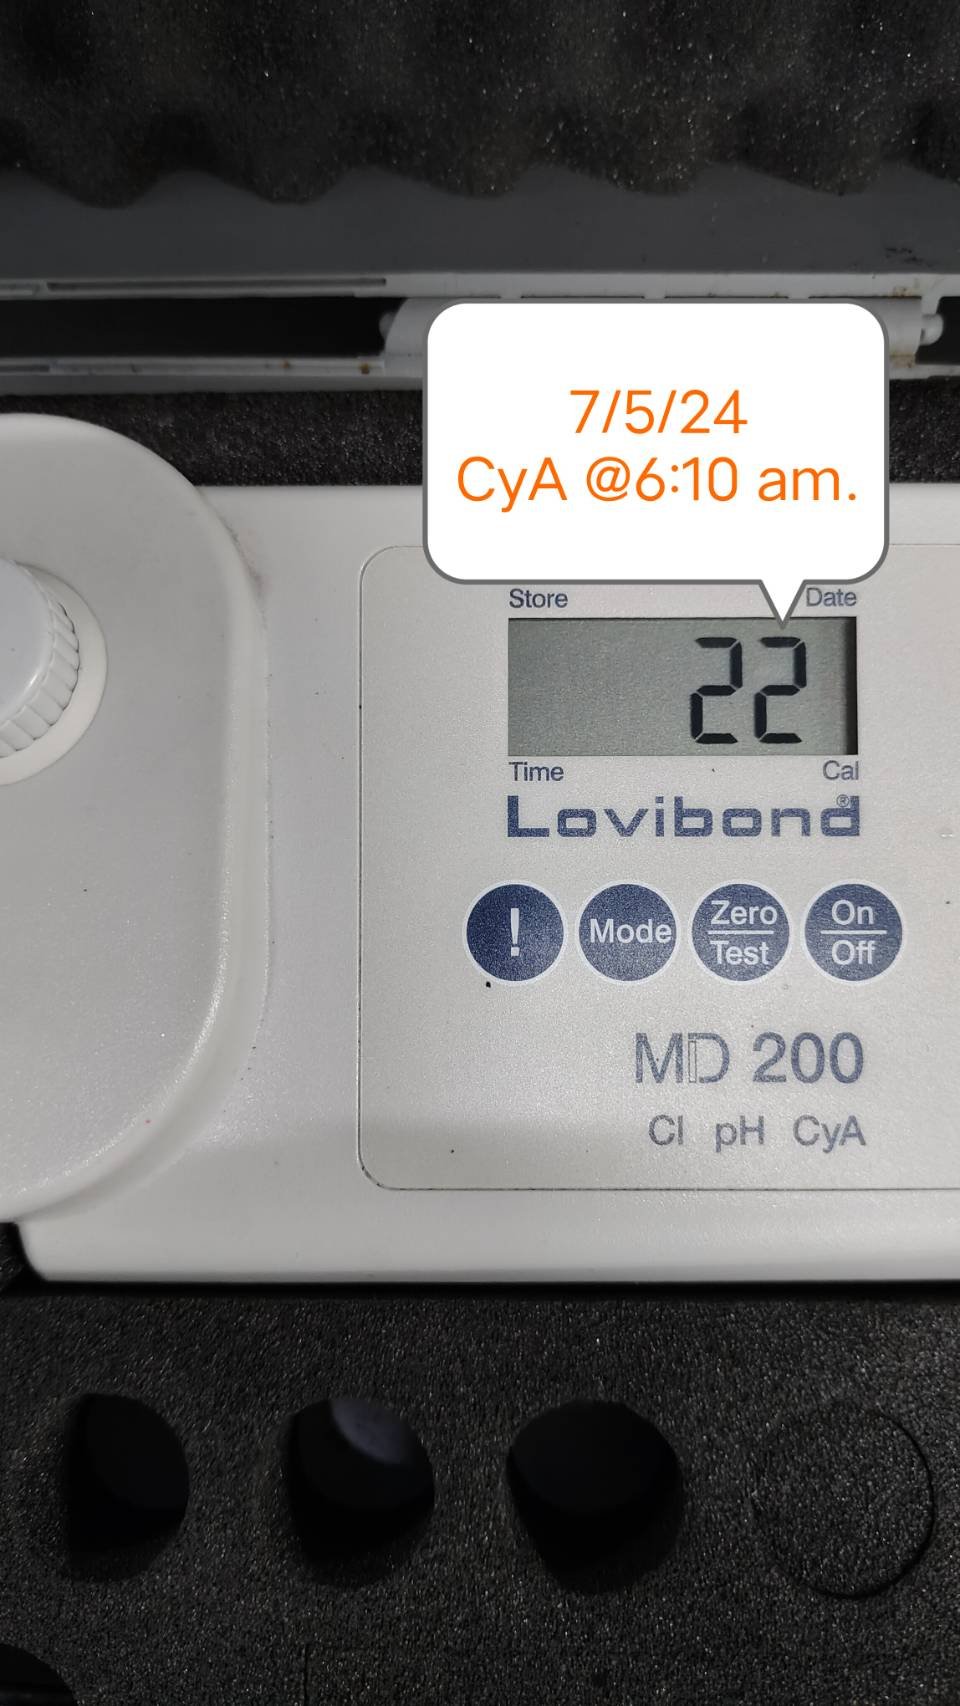 7/5/24
CyA @6:10 am.
Store Date
22
Time Cal
Lovibond®
! Mode Zero Test On Off
MD 200
Cl pH CyA